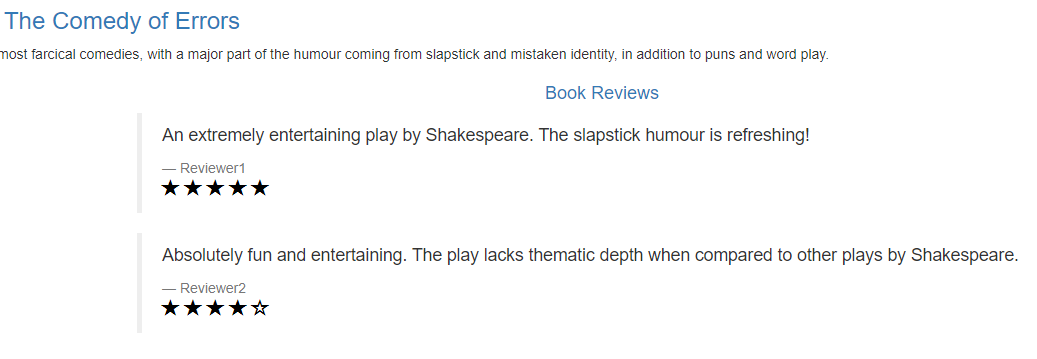 The Comedy of Errors
most farcical comedies, with a major part of the humour coming from slapstick and mistaken identity, in addition to puns and word play.
Book Reviews
An extremely entertaining play by Shakespeare. The slapstick humour is refreshing!
— Reviewer1
★★★★★
Absolutely fun and entertaining. The play lacks thematic depth when compared to other plays by Shakespeare.
— Reviewer2
★★★★☆